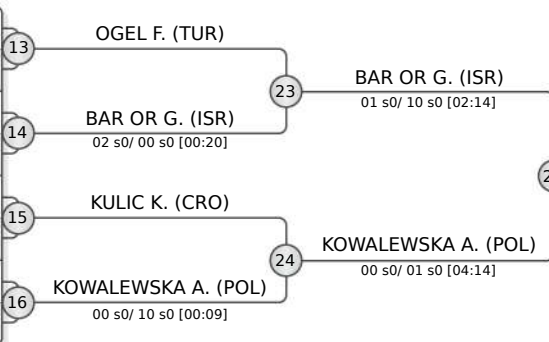 13
OGEL F. (TUR)
23
BAR OR G. (ISR)
01 s0/ 10 s0 [02:14]
14
BAR OR G. (ISR)
02 s0/ 00 s0 [00:20]
15
KULIC K. (CRO)
24
KOWALEWSKA A. (POL)
00 s0/ 01 s0 [04:14]
16
KOWALEWSKA A. (POL)
00 s0/ 10 s0 [00:09]